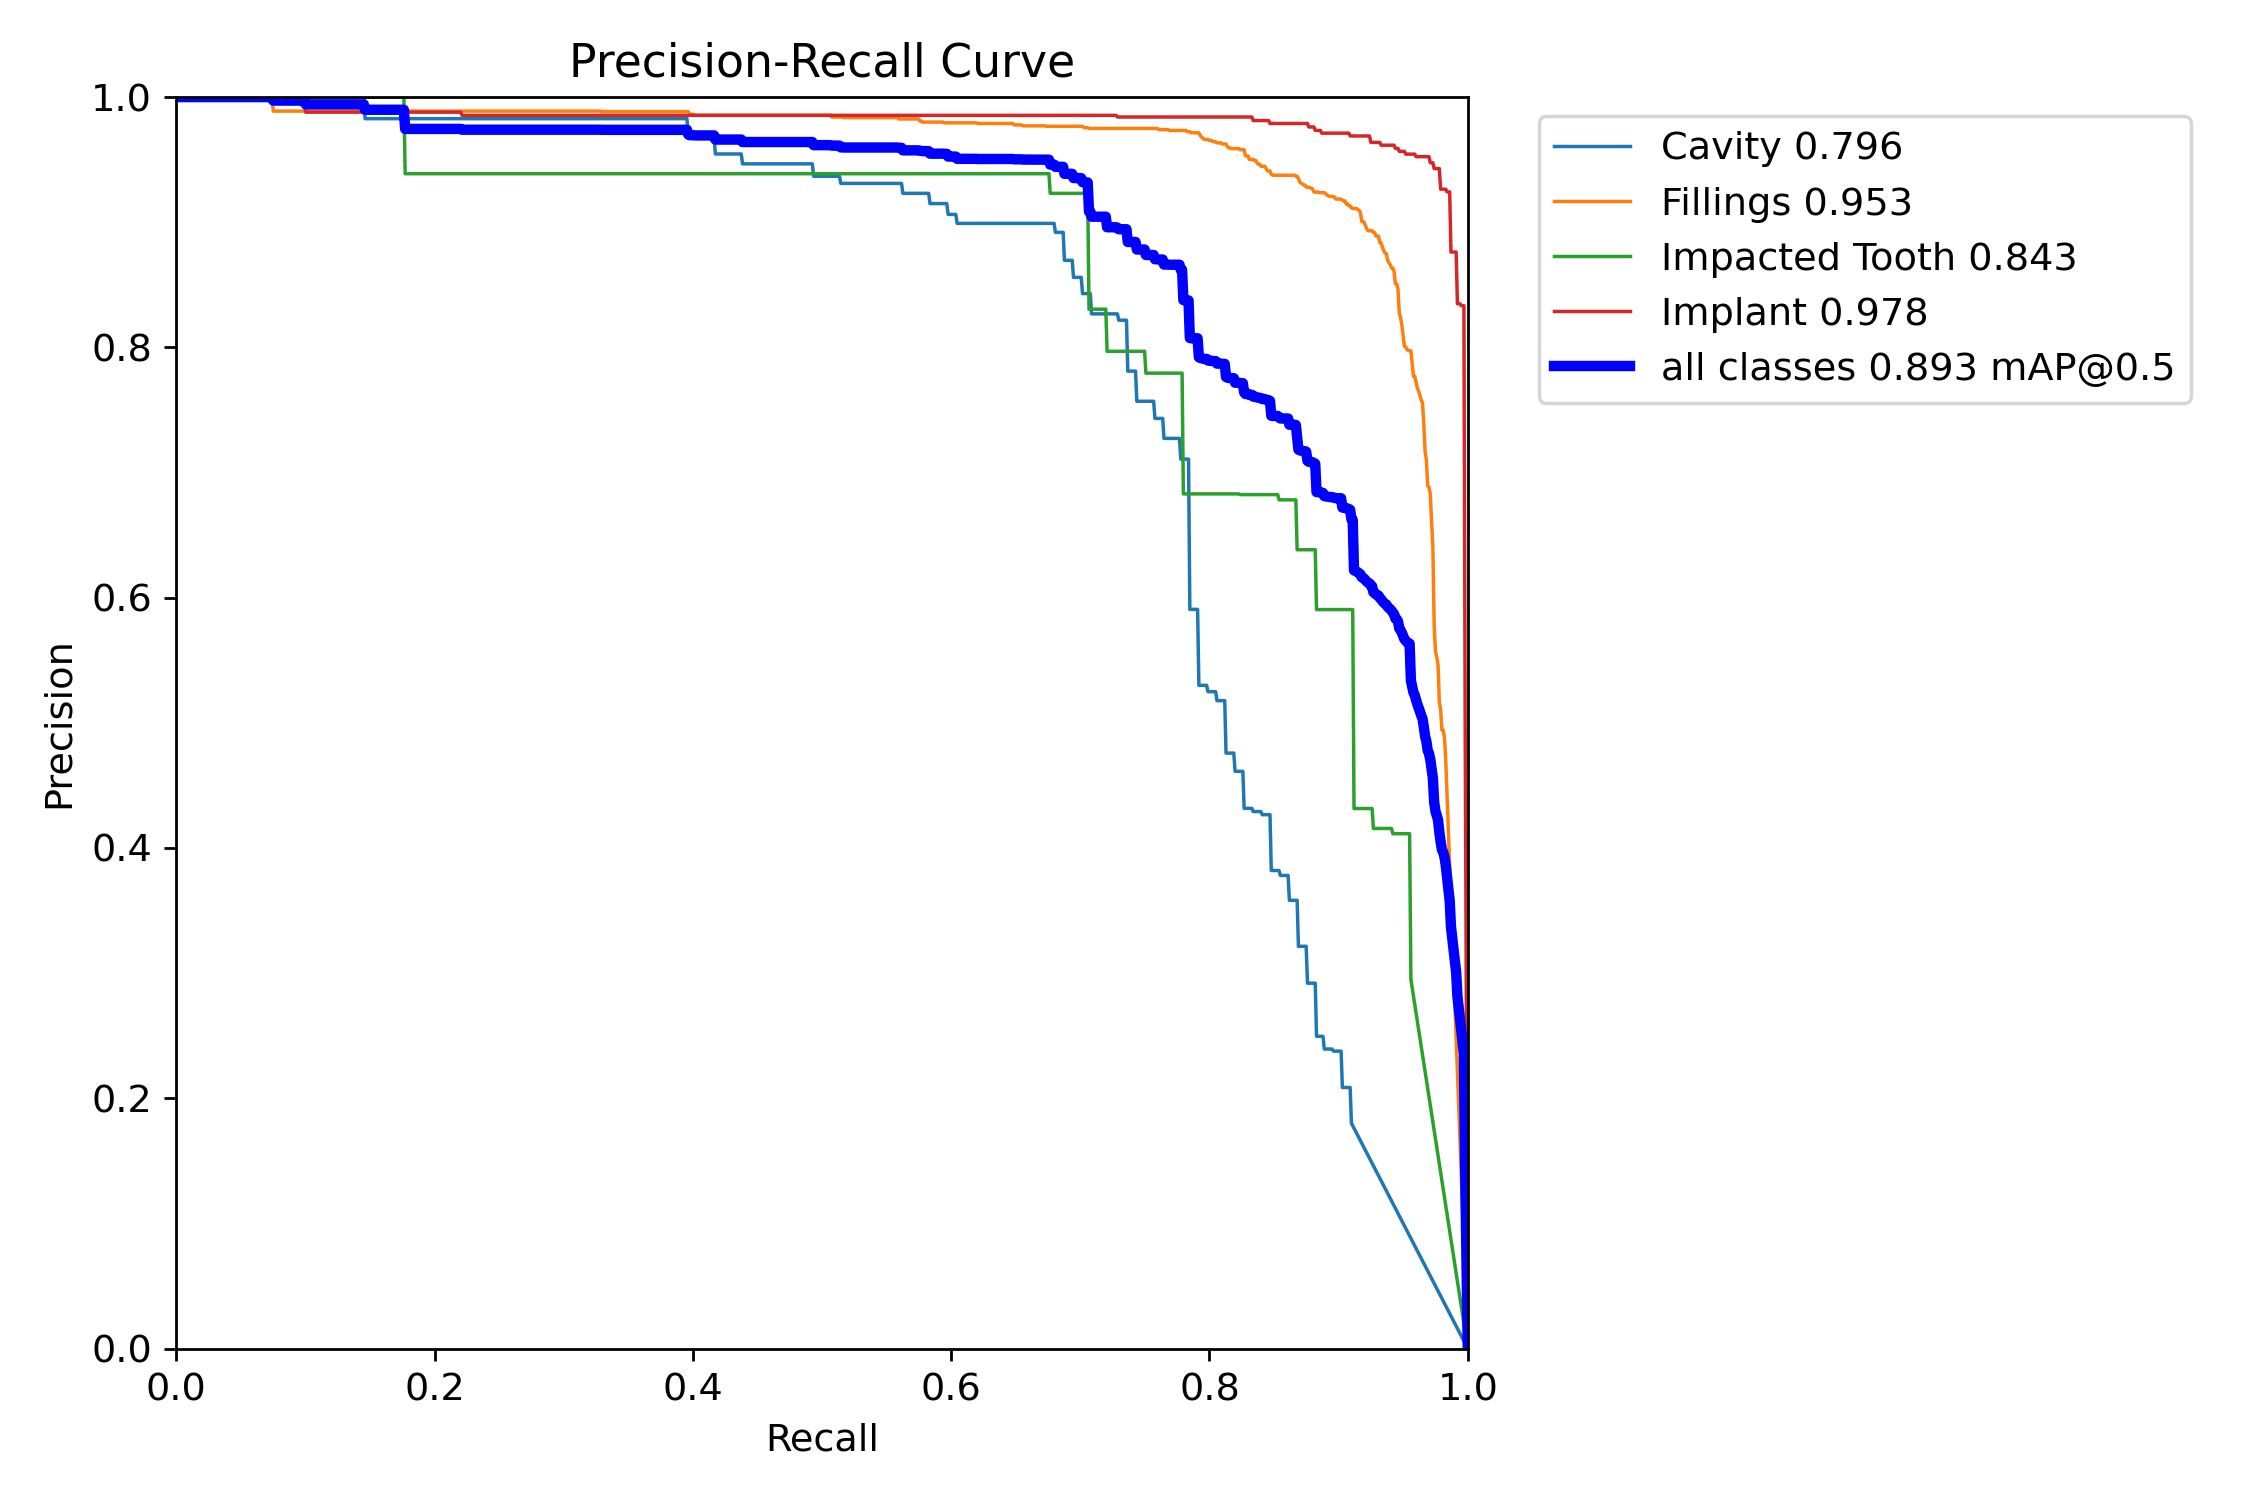 Precision-Recall Curve
1.0
0.8
0.6
0.4
0.2
0.0
Precision
0.0 0.2 0.4 0.6 0.8 1.0
Recall
Cavity 0.796
Fillings 0.953
Impacted Tooth 0.843
Implant 0.978
all classes 0.893 mAP@0.5